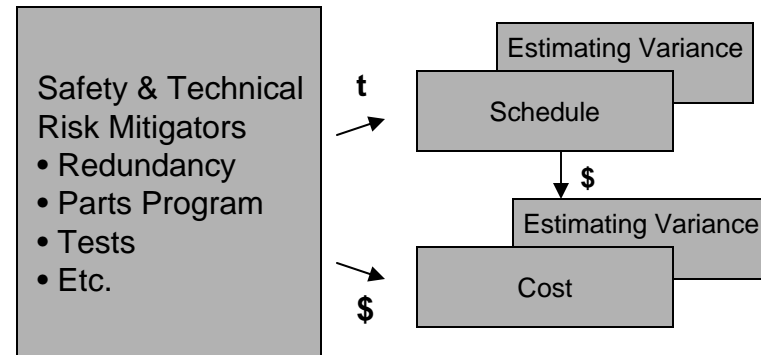 Safety & Technical
Risk Mitigators
• Redundancy
• Parts Program
• Tests
• Etc.
t
$
Estimating Variance
Schedule
$
Estimating Variance
Cost